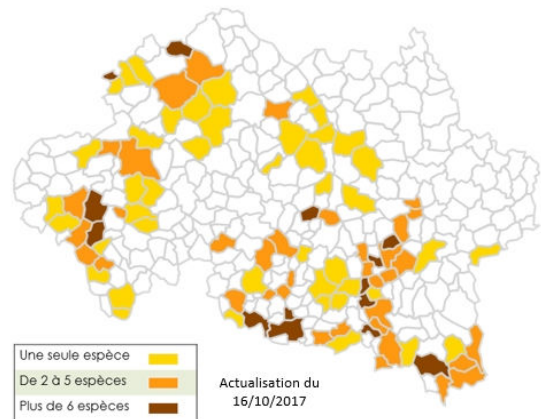 Une seule espèce
De 2 à 5 espèces
Plus de 6 espèces
Actualisation du
16/10/2017